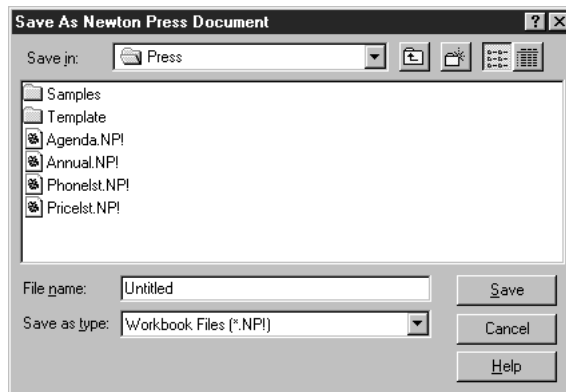 Save As Newton Press Document
Save in: Press
Samples
Template
Agenda.NP!
Annual.NP!
Phonelst.NP!
Pricelst.NP!
File name: Untitled Save
Save as type: Workbook Files (*.NP!) Cancel
Help